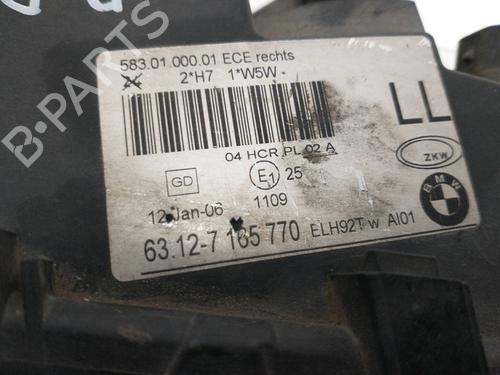 583.01.000.01 ECE rechts
2*H7 1*W5W
LL
04 HCR PL 02 A
ZKW
GD
E1 25
12-Jan-06
1109
BMW
63.12-7 165 770 ELH92T w AI01